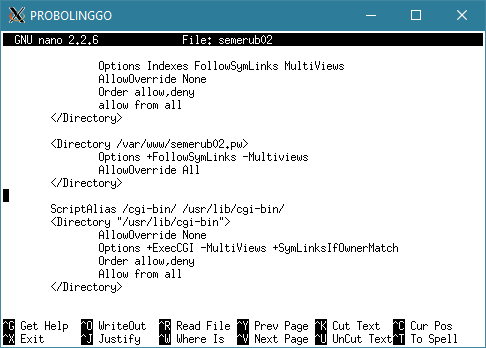 PROBOLINGGO
GNU nano 2.2.6 File: semerub02
Options Indexes FollowSymLinks MultiViews
AllowOverride None
Order allow,deny
allow from all
</Directory>
<Directory /var/www/semerub02.pw>
Options +FollowSymLinks -Multiviews
AllowOverride All
</Directory>
ScriptAlias /cgi-bin/ /usr/lib/cgi-bin/
<Directory "/usr/lib/cgi-bin">
AllowOverride None
Options +ExecCGI -MultiViews +SymLinksIfOwnerMatch
Order allow,deny
Allow from all
</Directory>
^G Get Help ^O WriteOut ^R Read File ^Y Prev Page ^K Cut Text ^C Cur Pos
^X Exit ^J Justify ^W Where Is ^V Next Page ^U UnCut Text ^T To Spell